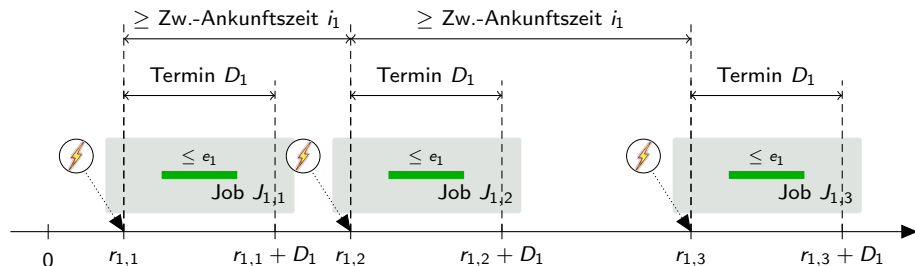 ≥ Zw.-Ankunftszeit i₁ ≥ Zw.-Ankunftszeit i₁
Termin D₁ Termin D₁ Termin D₁
≤ e₁ ≤ e₁ ≤ e₁
Job J₁,₁ Job J₁,₂ Job J₁,₃
0 r₁,₁ r₁,₁ + D₁ r₁,₂ r₁,₂ + D₁ r₁,₃ r₁,₃ + D₁